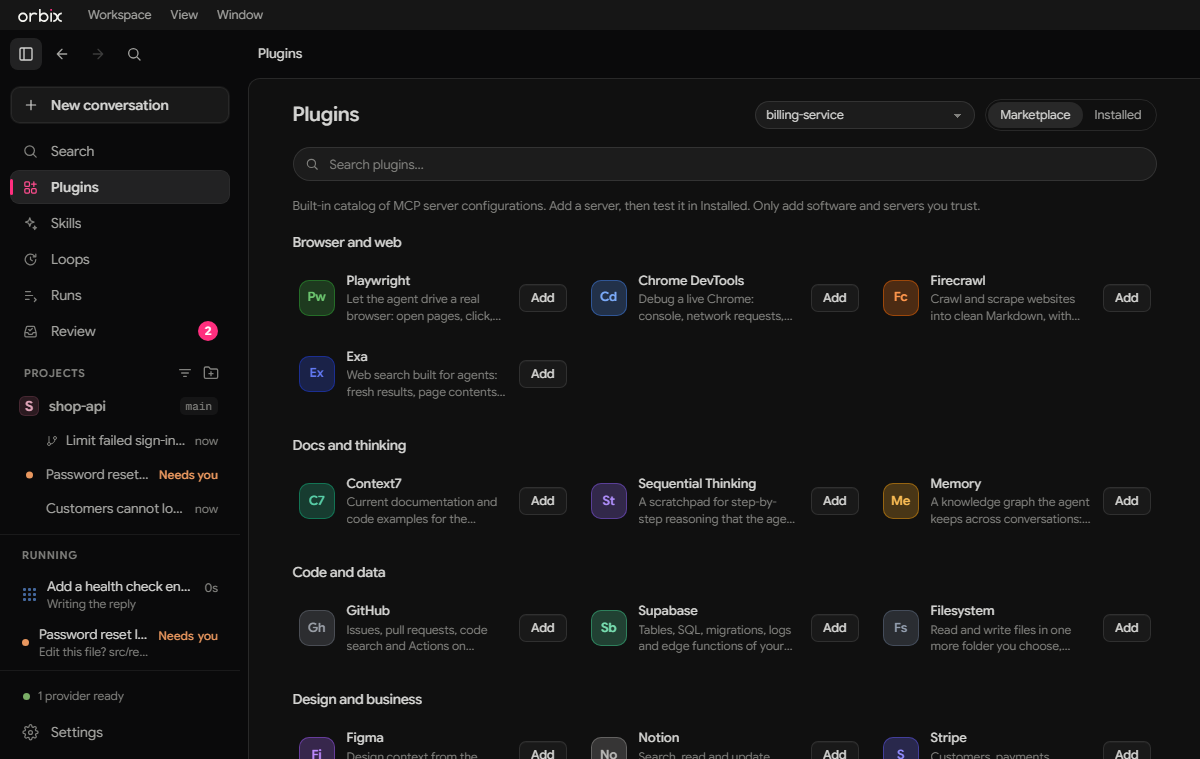 orbix Workspace View Window
Plugins
New conversation
Search
Plugins
Skills
Loops
Runs
Review 2
PROJECTS
S shop-api main
Limit failed sign-in... now
Password reset... Needs you
Customers cannot lo... now
RUNNING
Add a health check en... 0s
Writing the reply
Password reset l... Needs you
Edit this file? src/re...
1 provider ready
Settings
Plugins
billing-service
Marketplace Installed
Search plugins...
Built-in catalog of MCP server configurations. Add a server, then test it in Installed. Only add software and servers you trust.
Browser and web
Pw
Playwright
Let the agent drive a real
browser: open pages, click,...
Add
Cd
Chrome DevTools
Debug a live Chrome:
console, network requests,...
Add
Fc
Firecrawl
Crawl and scrape websites
into clean Markdown, with...
Add
Ex
Exa
Web search built for agents:
fresh results, page contents...
Add
Docs and thinking
C7
Context7
Current documentation and
code examples for the...
Add
St
Sequential Thinking
A scratchpad for step-by-
step reasoning that the age...
Add
Me
Memory
A knowledge graph the agent
keeps across conversations:...
Add
Code and data
Gh
GitHub
Issues, pull requests, code
search and Actions on...
Add
Sb
Supabase
Tables, SQL, migrations, logs
and edge functions of your...
Add
Fs
Filesystem
Read and write files in one
more folder you choose,...
Add
Design and business
Fi
Figma
Design context from the
Add
No
Notion
Search, read and update
Add
S
Stripe
Customers, payments,
Add